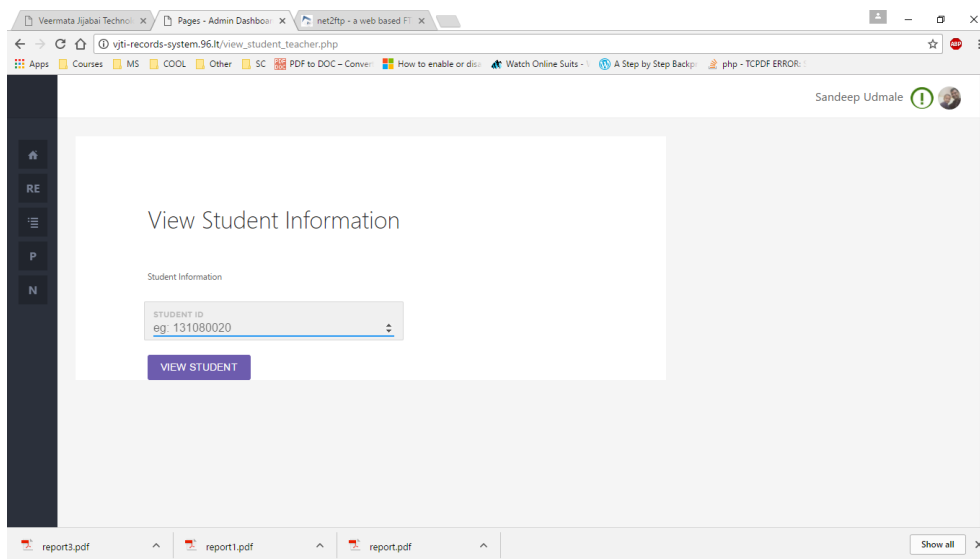 Veermata Jijabai Technol
Pages - Admin Dashboar
net2ftp - a web based FT
vjti-records-system.96.lt/view_student_teacher.php
ABP
Apps Courses MS COOL Other SC PDF to DOC – Conver How to enable or disa Watch Online Suits - A Step by Step Backp php - TCPDF ERROR:
Sandeep Udmale
RE
P
N
View Student Information
Student Information
STUDENT ID
eg: 131080020
VIEW STUDENT
report3.pdf
report1.pdf
report.pdf
Show all